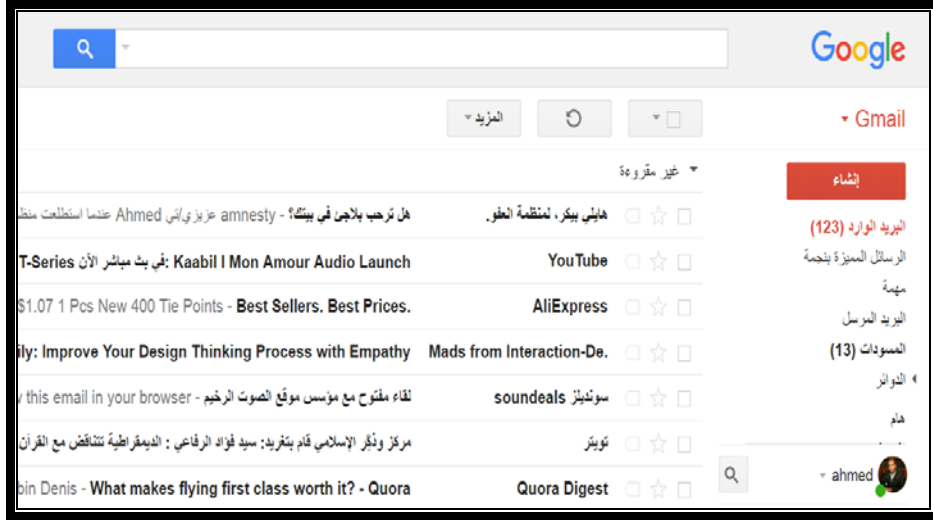 Google
Gmail
المزيد
إنشاء
غير مقروءة
البريد الوارد (123)
الرسائل المميزة بنجمة
مهمة
البريد المرسل
المسودات (13)
الدوائر
هام
ahmed
هايلي بيكر، لمنظمة العفو. هل ترحب بلاجئ في بيتك؟ - amnesty عزيزي/تي Ahmed عندما استطلعت
YouTube في بث مباشر الآن: Kaabil I Mon Amour Audio Launch T-Series
AliExpress $1.07 1 Pcs New 400 Tie Points - Best Sellers. Best Prices.
Mads from Interaction-De. Improve Your Design Thinking Process with Empathy
سونديلز soundeals لقاء مفتوح مع مؤسس موقع الصوت الرخيم - this email in your browser
تويتر مركز وذكر الإسلامي قام بتغريد: سيد فؤاد الرفاعي : الديمقراطية تتناقض مع القرآن
Quora Digest Denis - What makes flying first class worth it? - Quora